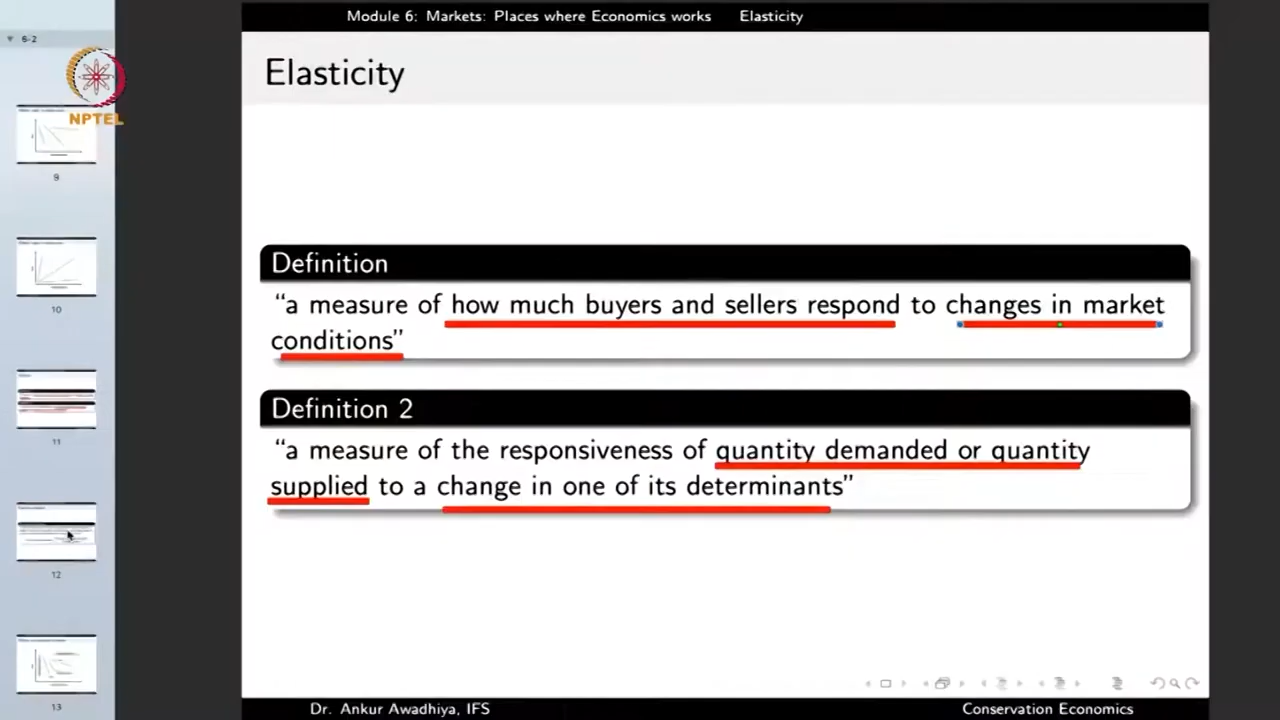 Module 6: Markets: Places where Economics works Elasticity
6-2
Elasticity
NPTEL
9
Definition
"a measure of how much buyers and sellers respond to changes in market
conditions"
10
Definition 2
"a measure of the responsiveness of quantity demanded or quantity
supplied to a change in one of its determinants"
11
12
13
Dr. Ankur Awadhiya, IFS
Conservation Economics